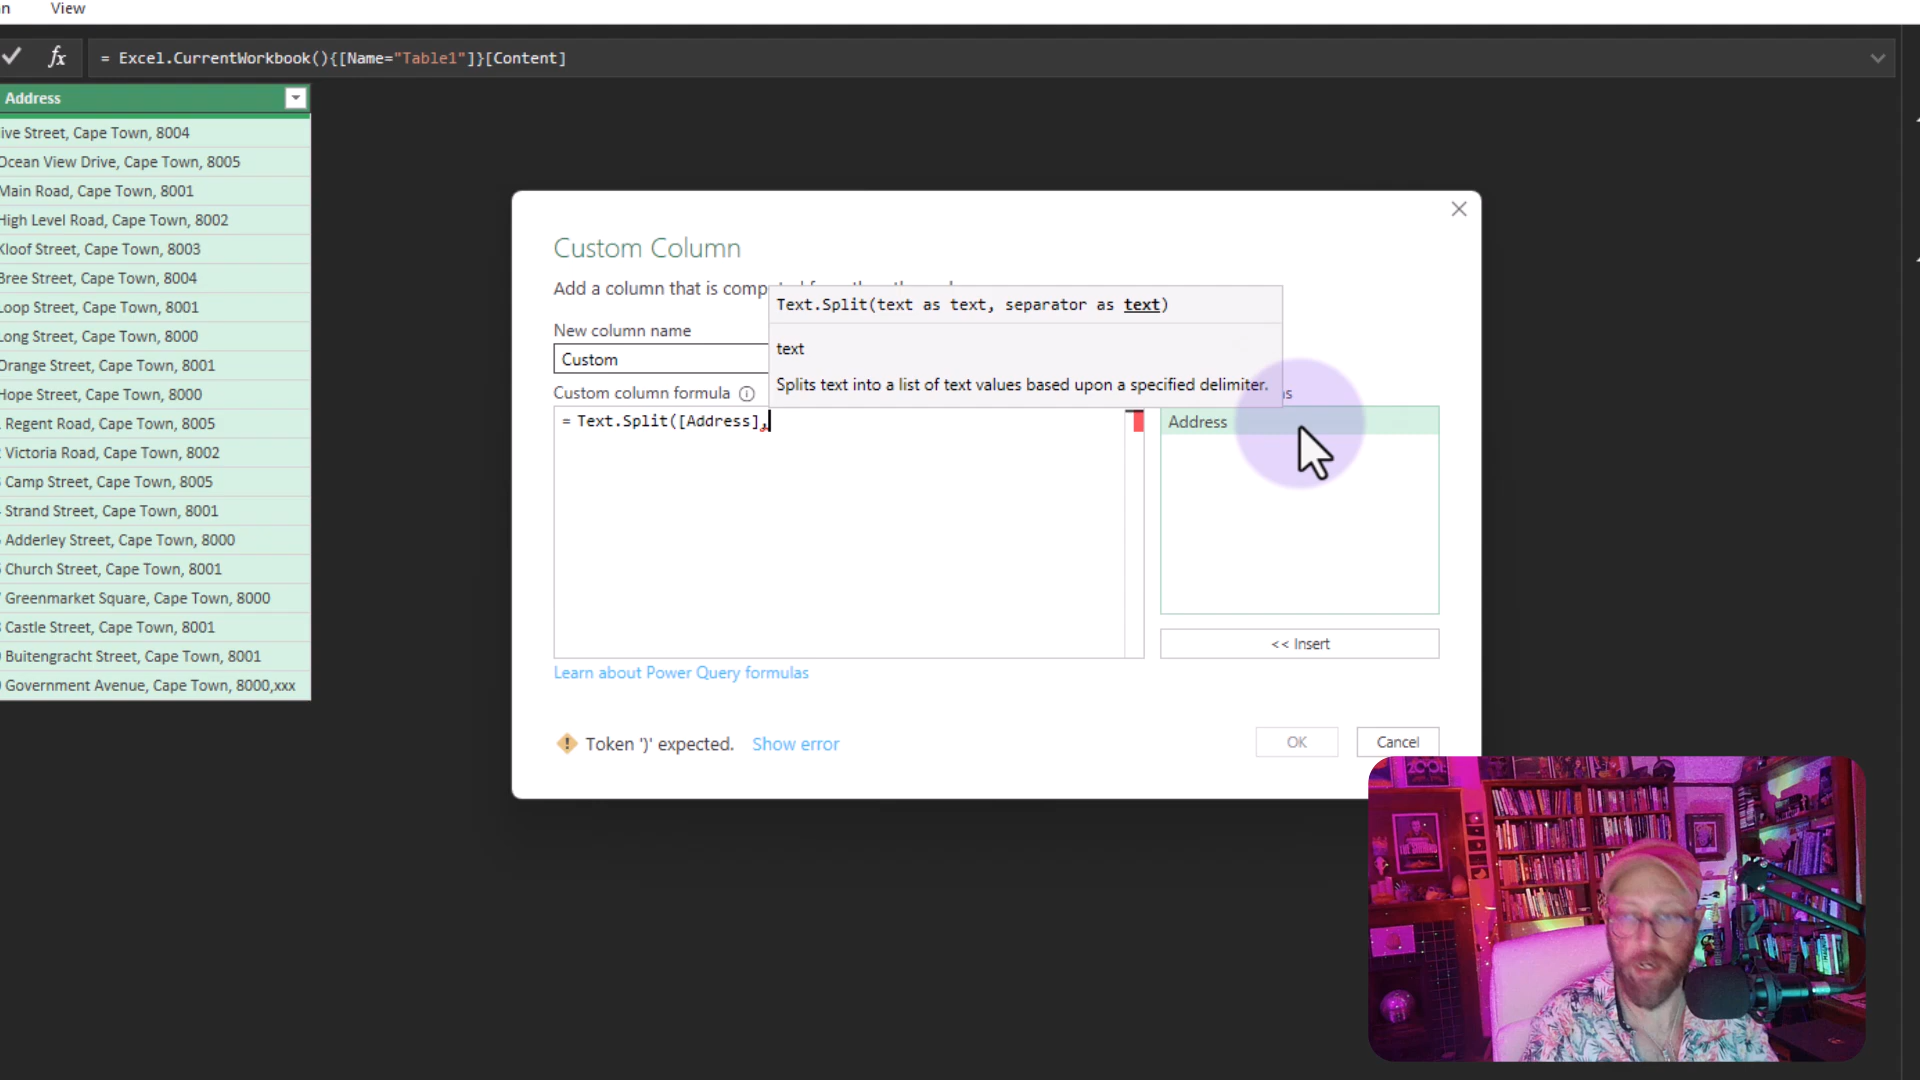 View
fx = Excel.CurrentWorkbook(){[Name="Table1"]}[Content]
Address
ive Street, Cape Town, 8004
Ocean View Drive, Cape Town, 8005
Main Road, Cape Town, 8001
High Level Road, Cape Town, 8002
Kloof Street, Cape Town, 8003
Bree Street, Cape Town, 8004
Loop Street, Cape Town, 8001
Long Street, Cape Town, 8000
Orange Street, Cape Town, 8001
Hope Street, Cape Town, 8000
Regent Road, Cape Town, 8005
Victoria Road, Cape Town, 8002
Camp Street, Cape Town, 8005
Strand Street, Cape Town, 8001
Adderley Street, Cape Town, 8000
Church Street, Cape Town, 8001
Greenmarket Square, Cape Town, 8000
Castle Street, Cape Town, 8001
Buitengracht Street, Cape Town, 8001
Government Avenue, Cape Town, 8000,xxx
Custom Column
Add a column that is comp
Text.Split(text as text, separator as text)
text
Splits text into a list of text values based upon a specified delimiter.
New column name
Custom
Custom column formula
= Text.Split([Address],
Address
<< Insert
Learn about Power Query formulas
Token ')' expected. Show error
OK
Cancel